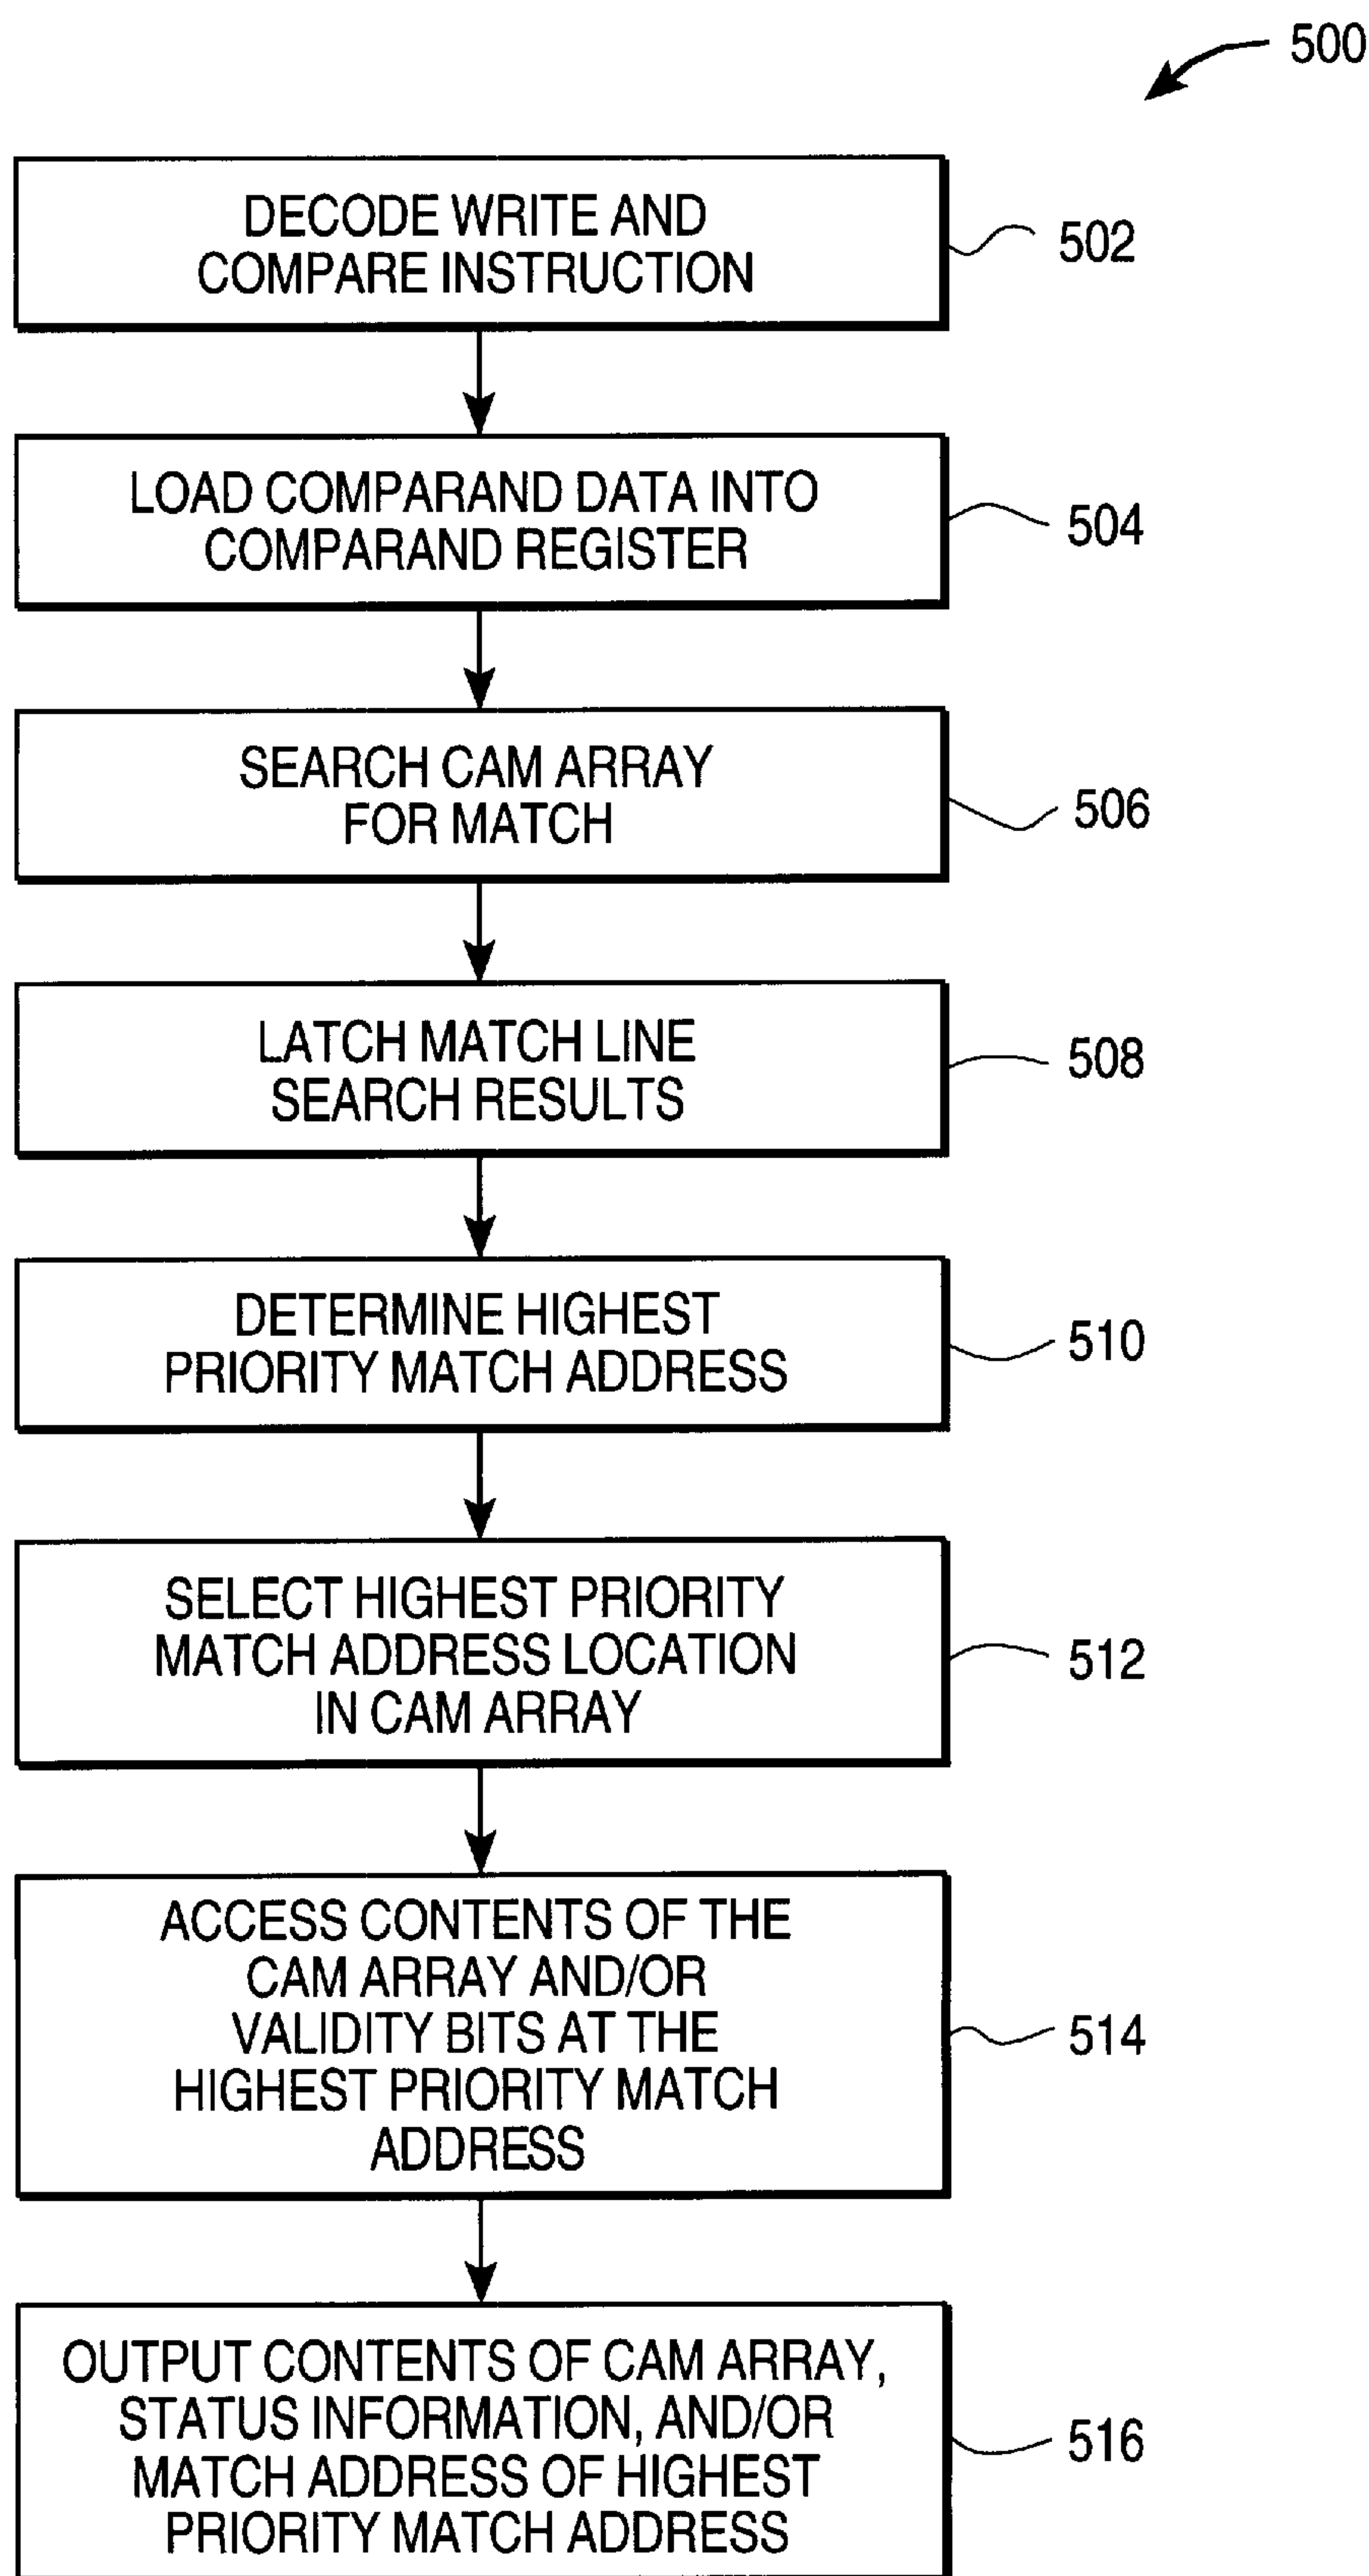 500
DECODE WRITE AND
COMPARE INSTRUCTION
502
LOAD COMPARAND DATA INTO
COMPARAND REGISTER
504
SEARCH CAM ARRAY
FOR MATCH
506
LATCH MATCH LINE
SEARCH RESULTS
508
DETERMINE HIGHEST
PRIORITY MATCH ADDRESS
510
SELECT HIGHEST PRIORITY
MATCH ADDRESS LOCATION
IN CAM ARRAY
512
ACCESS CONTENTS OF THE
CAM ARRAY AND/OR
VALIDITY BITS AT THE
HIGHEST PRIORITY MATCH
ADDRESS
514
OUTPUT CONTENTS OF CAM ARRAY,
STATUS INFORMATION, AND/OR
MATCH ADDRESS OF HIGHEST
PRIORITY MATCH ADDRESS
516